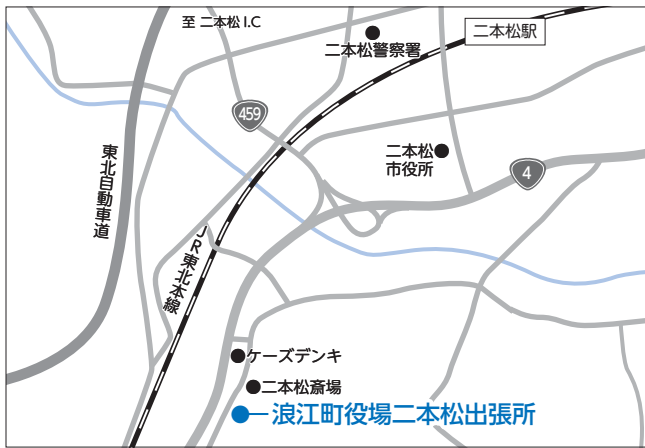 至 二本松 I.C
二本松警察署
二本松駅
459
二本松
市役所
4
東北自動車道
JR東北本線
ケーズデンキ
二本松斎場
浪江町役場二本松出張所